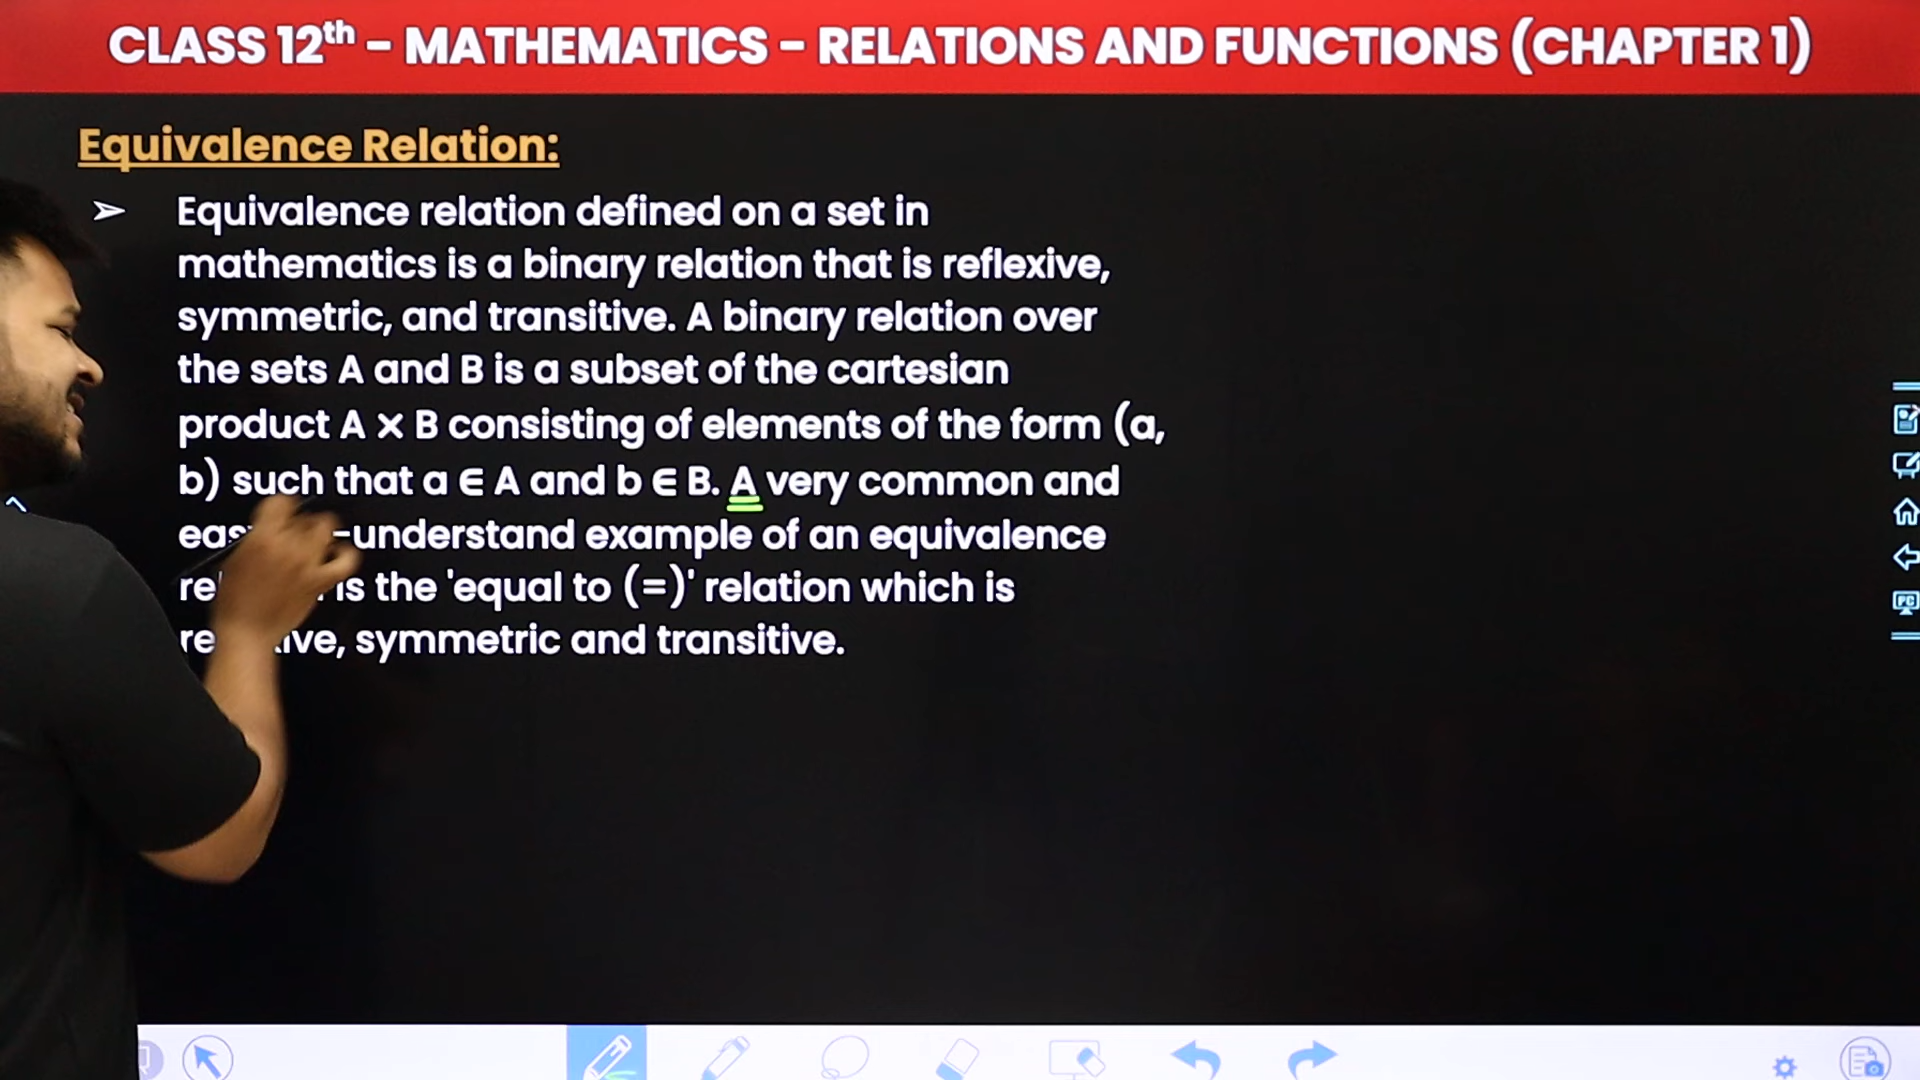 CLASS 12th – MATHEMATICS – RELATIONS AND FUNCTIONS (CHAPTER 1)
Equivalence Relation:
➢ Equivalence relation defined on a set in
mathematics is a binary relation that is reflexive,
symmetric, and transitive. A binary relation over
the sets A and B is a subset of the cartesian
product A × B consisting of elements of the form (a,
b) such that a ∈ A and b ∈ B. A very common and
-understand example of an equivalence
is the 'equal to (=)' relation which is
symmetric and transitive.
PC